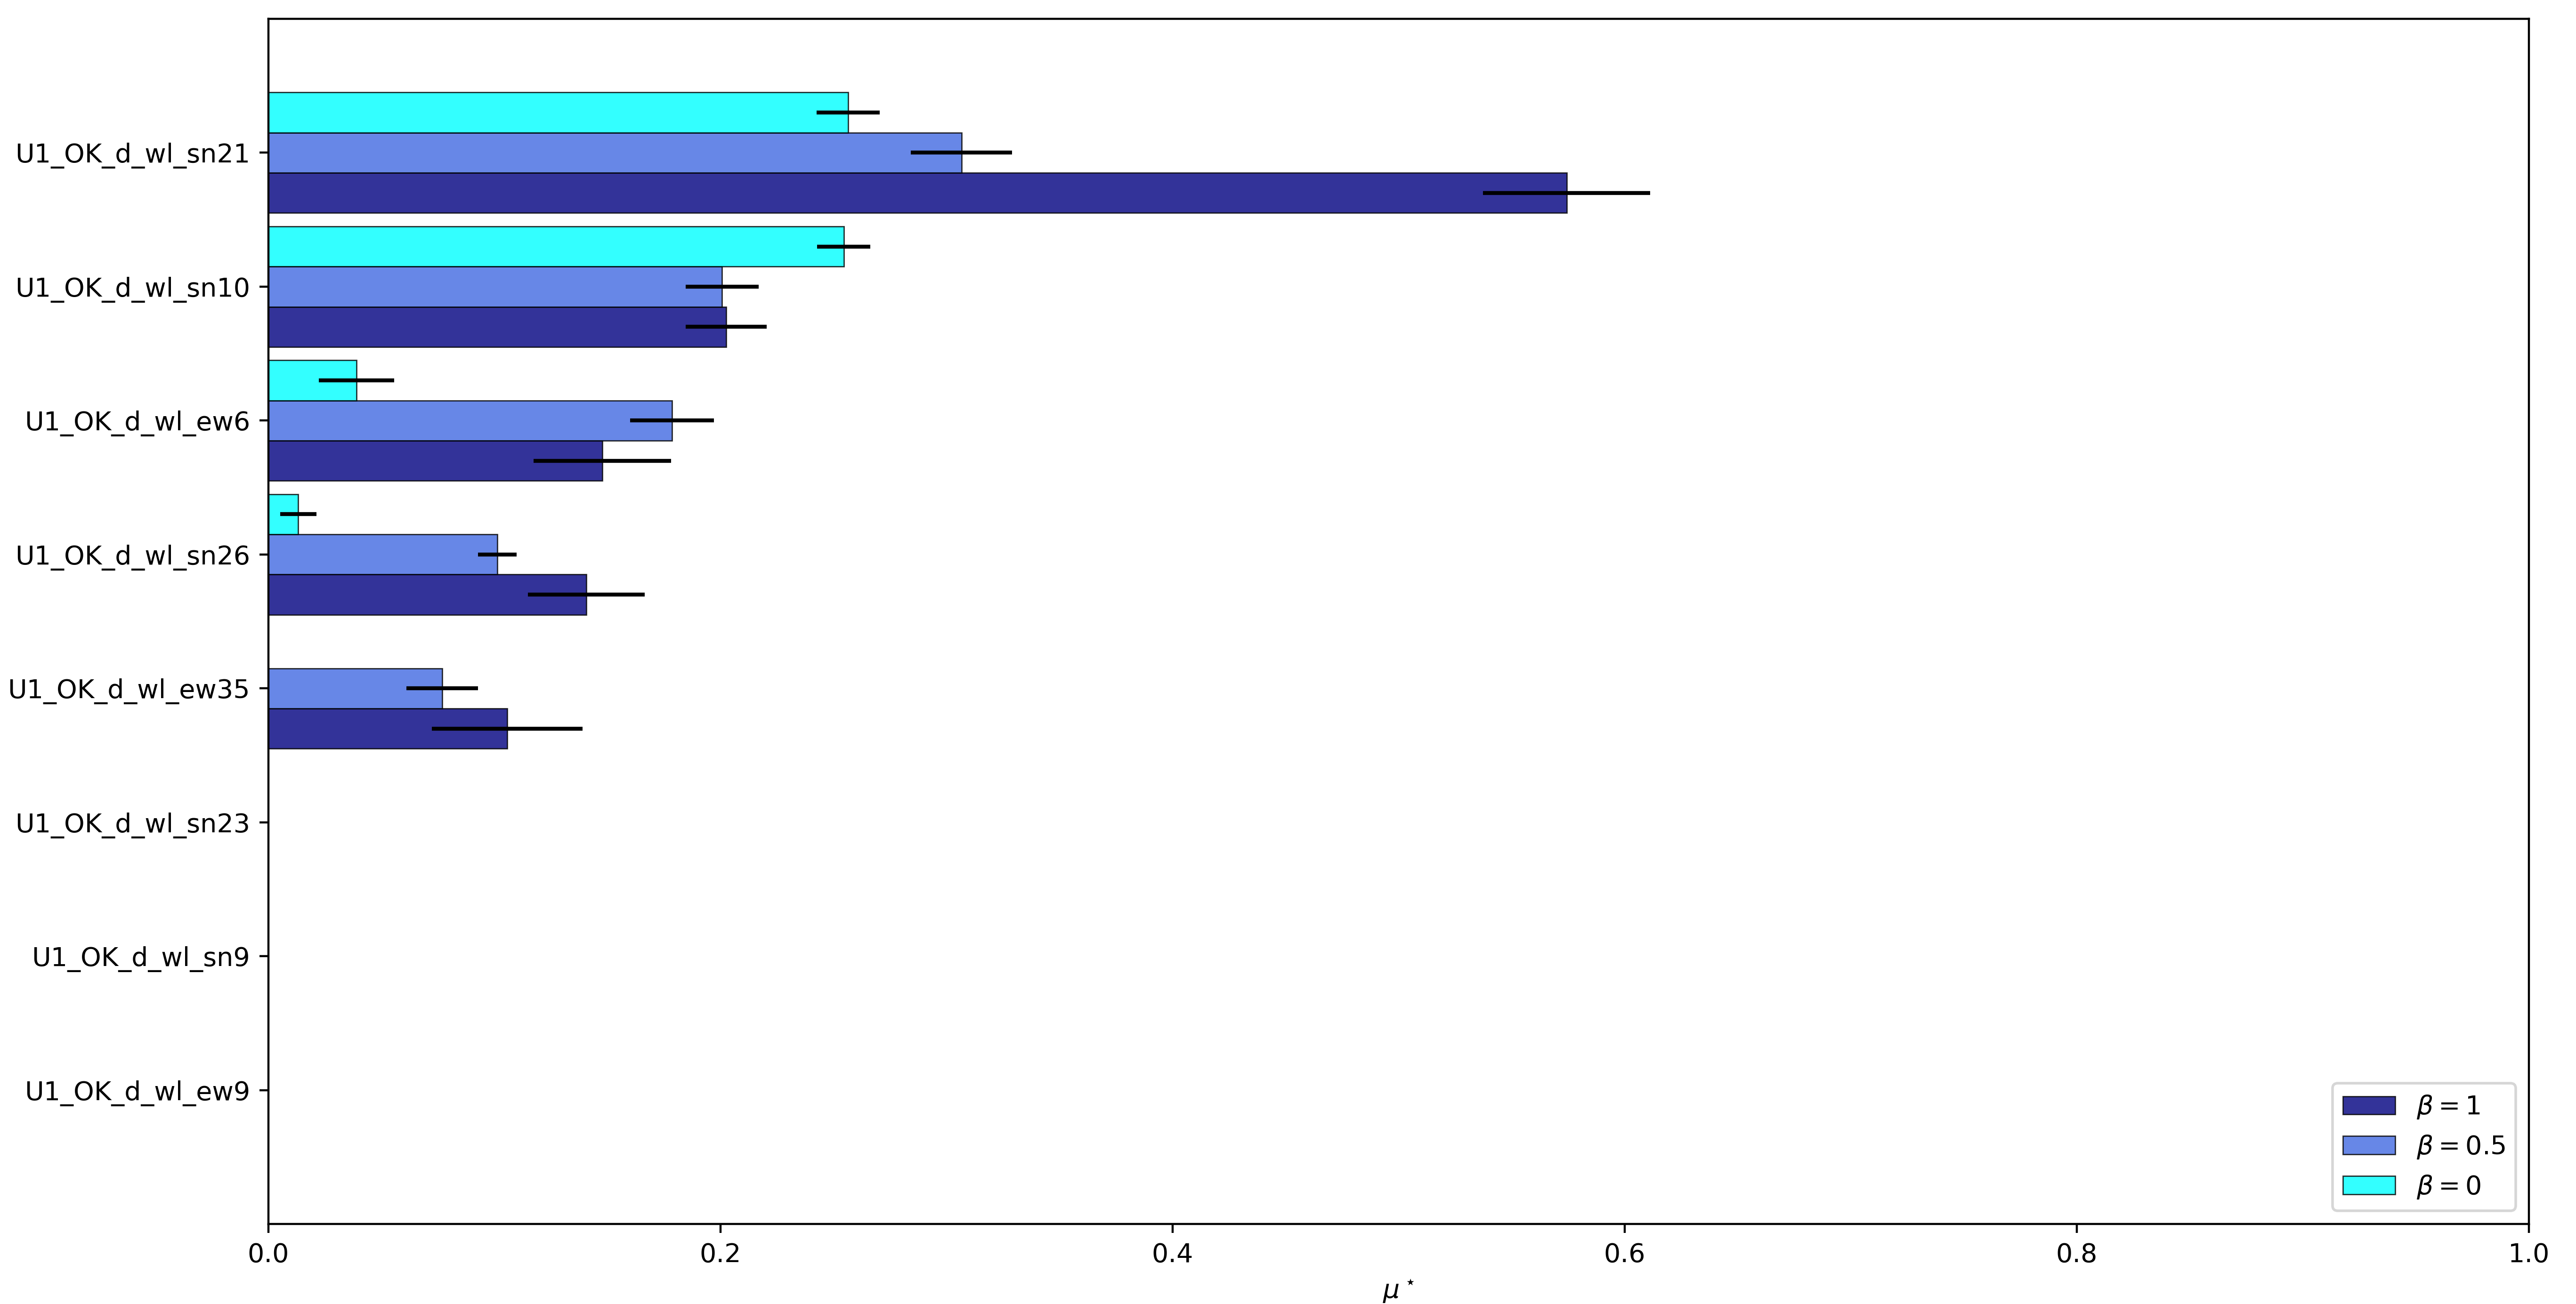 U1_OK_d_wl_sn21
U1_OK_d_wl_sn10
U1_OK_d_wl_ew6
U1_OK_d_wl_sn26
U1_OK_d_wl_ew35
U1_OK_d_wl_sn23
U1_OK_d_wl_sn9
U1_OK_d_wl_ew9
β = 1
β = 0.5
β = 0
0.0 0.2 0.4 0.6 0.8 1.0
μ⋆